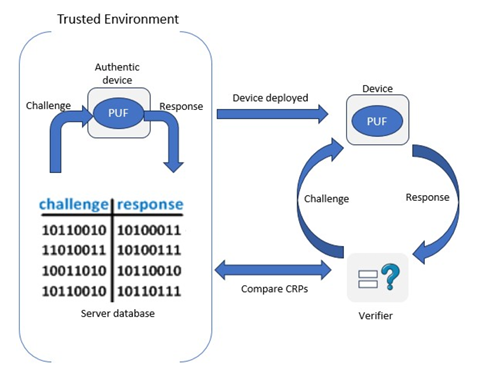 Trusted Environment
Authentic
device
Challenge
PUF
Response
Device deployed
Device
PUF
challenge response
10110010 10100011
11010011 10100111
10011010 10110010
10110010 10110111
Server database
Challenge
Response
Compare CRPs
=?
Verifier